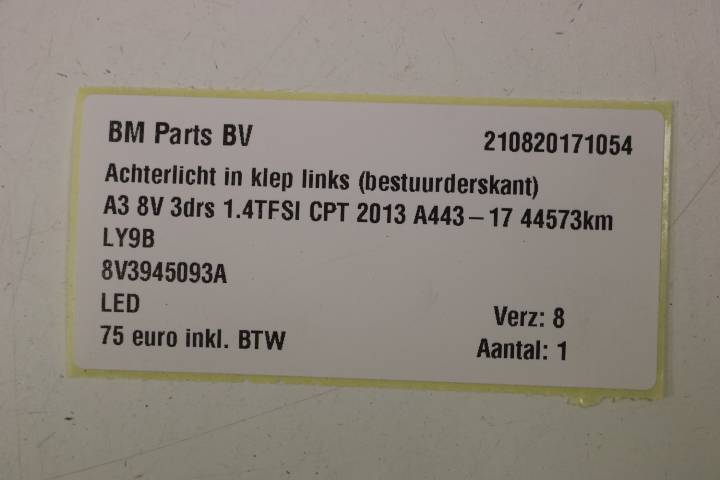 BM Parts BV 210820171054
Achterlicht in klep links (bestuurderskant)
A3 8V 3drs 1.4TFSI CPT 2013 A443-17 44573km
LY9B
8V3945093A
LED Verz: 8
75 euro inkl. BTW Aantal: 1